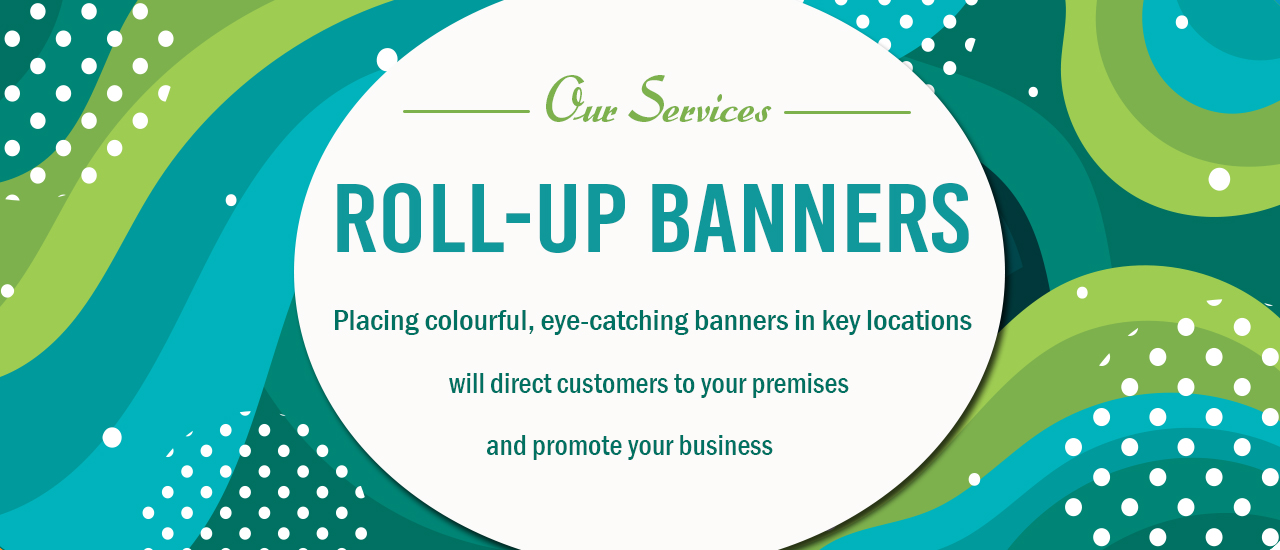 Our Services
ROLL-UP BANNERS
Placing colourful, eye-catching banners in key locations
will direct customers to your premises
and promote your business